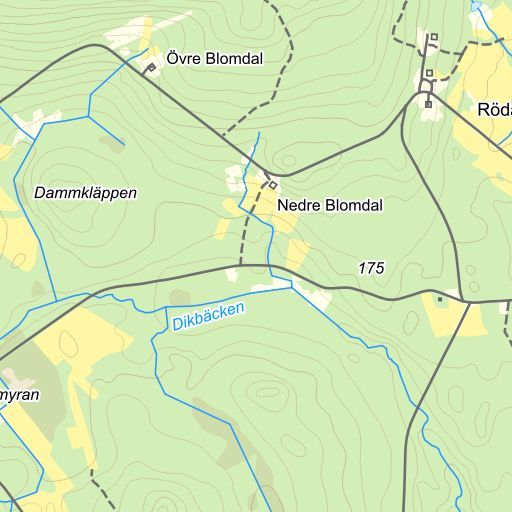 Övre Blomdal
Röda
Dammkläppen
Nedre Blomdal
175
Dikbäcken
myran